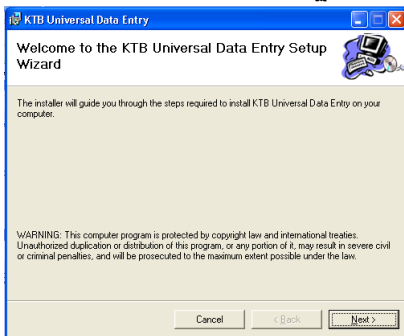 KTB Universal Data Entry
Welcome to the KTB Universal Data Entry Setup
Wizard
The installer will guide you through the steps required to install KTB Universal Data Entry on your
computer.
WARNING: This computer program is protected by copyright law and international treaties.
Unauthorized duplication or distribution of this program, or any portion of it, may result in severe civil
or criminal penalties, and will be prosecuted to the maximum extent possible under the law.
Cancel < Back Next >